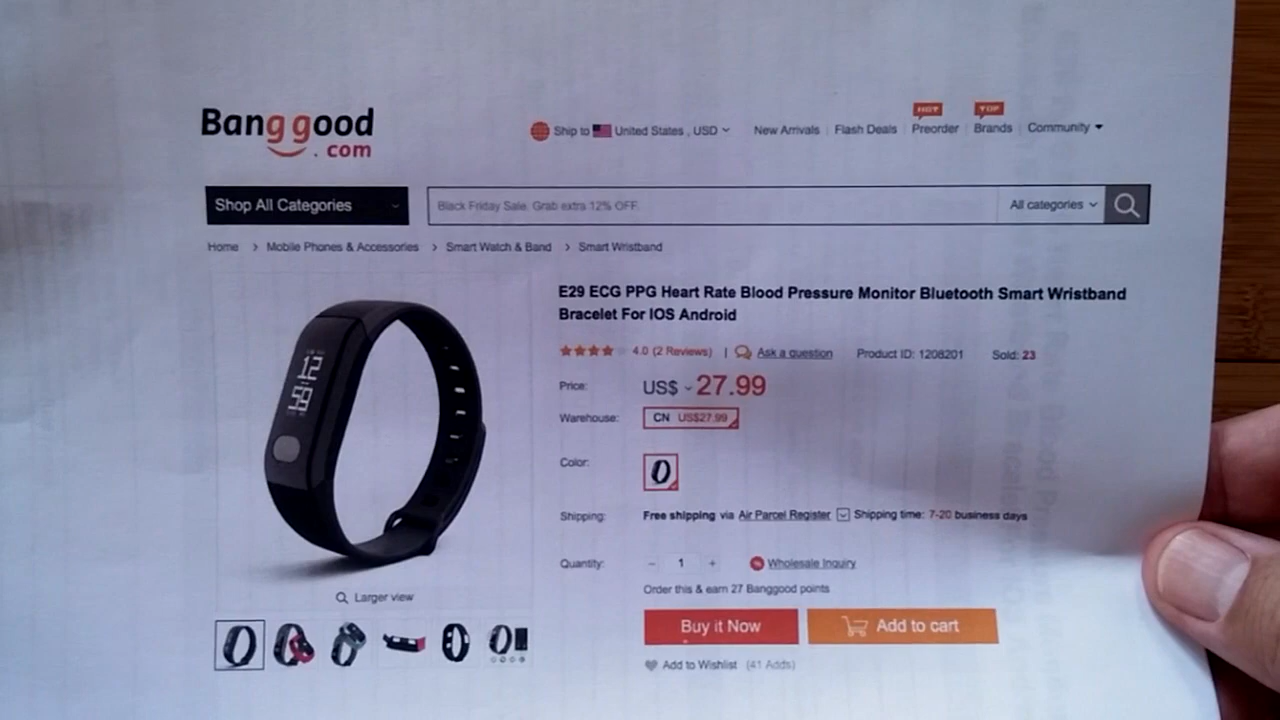 Banggood
.com
Ship to United States , USD
New Arrivals
Flash Deals
HOT
Preorder
TOP
Brands
Community
Shop All Categories
Black Friday Sale, Grab extra 12% OFF.
All categories
Home > Mobile Phones & Accessories > Smart Watch & Band > Smart Wristband
E29 ECG PPG Heart Rate Blood Pressure Monitor Bluetooth Smart Wristband
Bracelet For IOS Android
4.0 (2 Reviews) | Ask a question Product ID: 1208201 Sold: 23
Price: US$ 27.99
Warehouse: CN US$27.99
Color:
Shipping: Free shipping via Air Parcel Register Shipping time: 7-20 business days
Quantity: − 1 + Wholesale Inquiry
Order this & earn 27 Banggood points
Buy it Now
Add to cart
Add to Wishlist (41 Adds)
12
59
Larger view